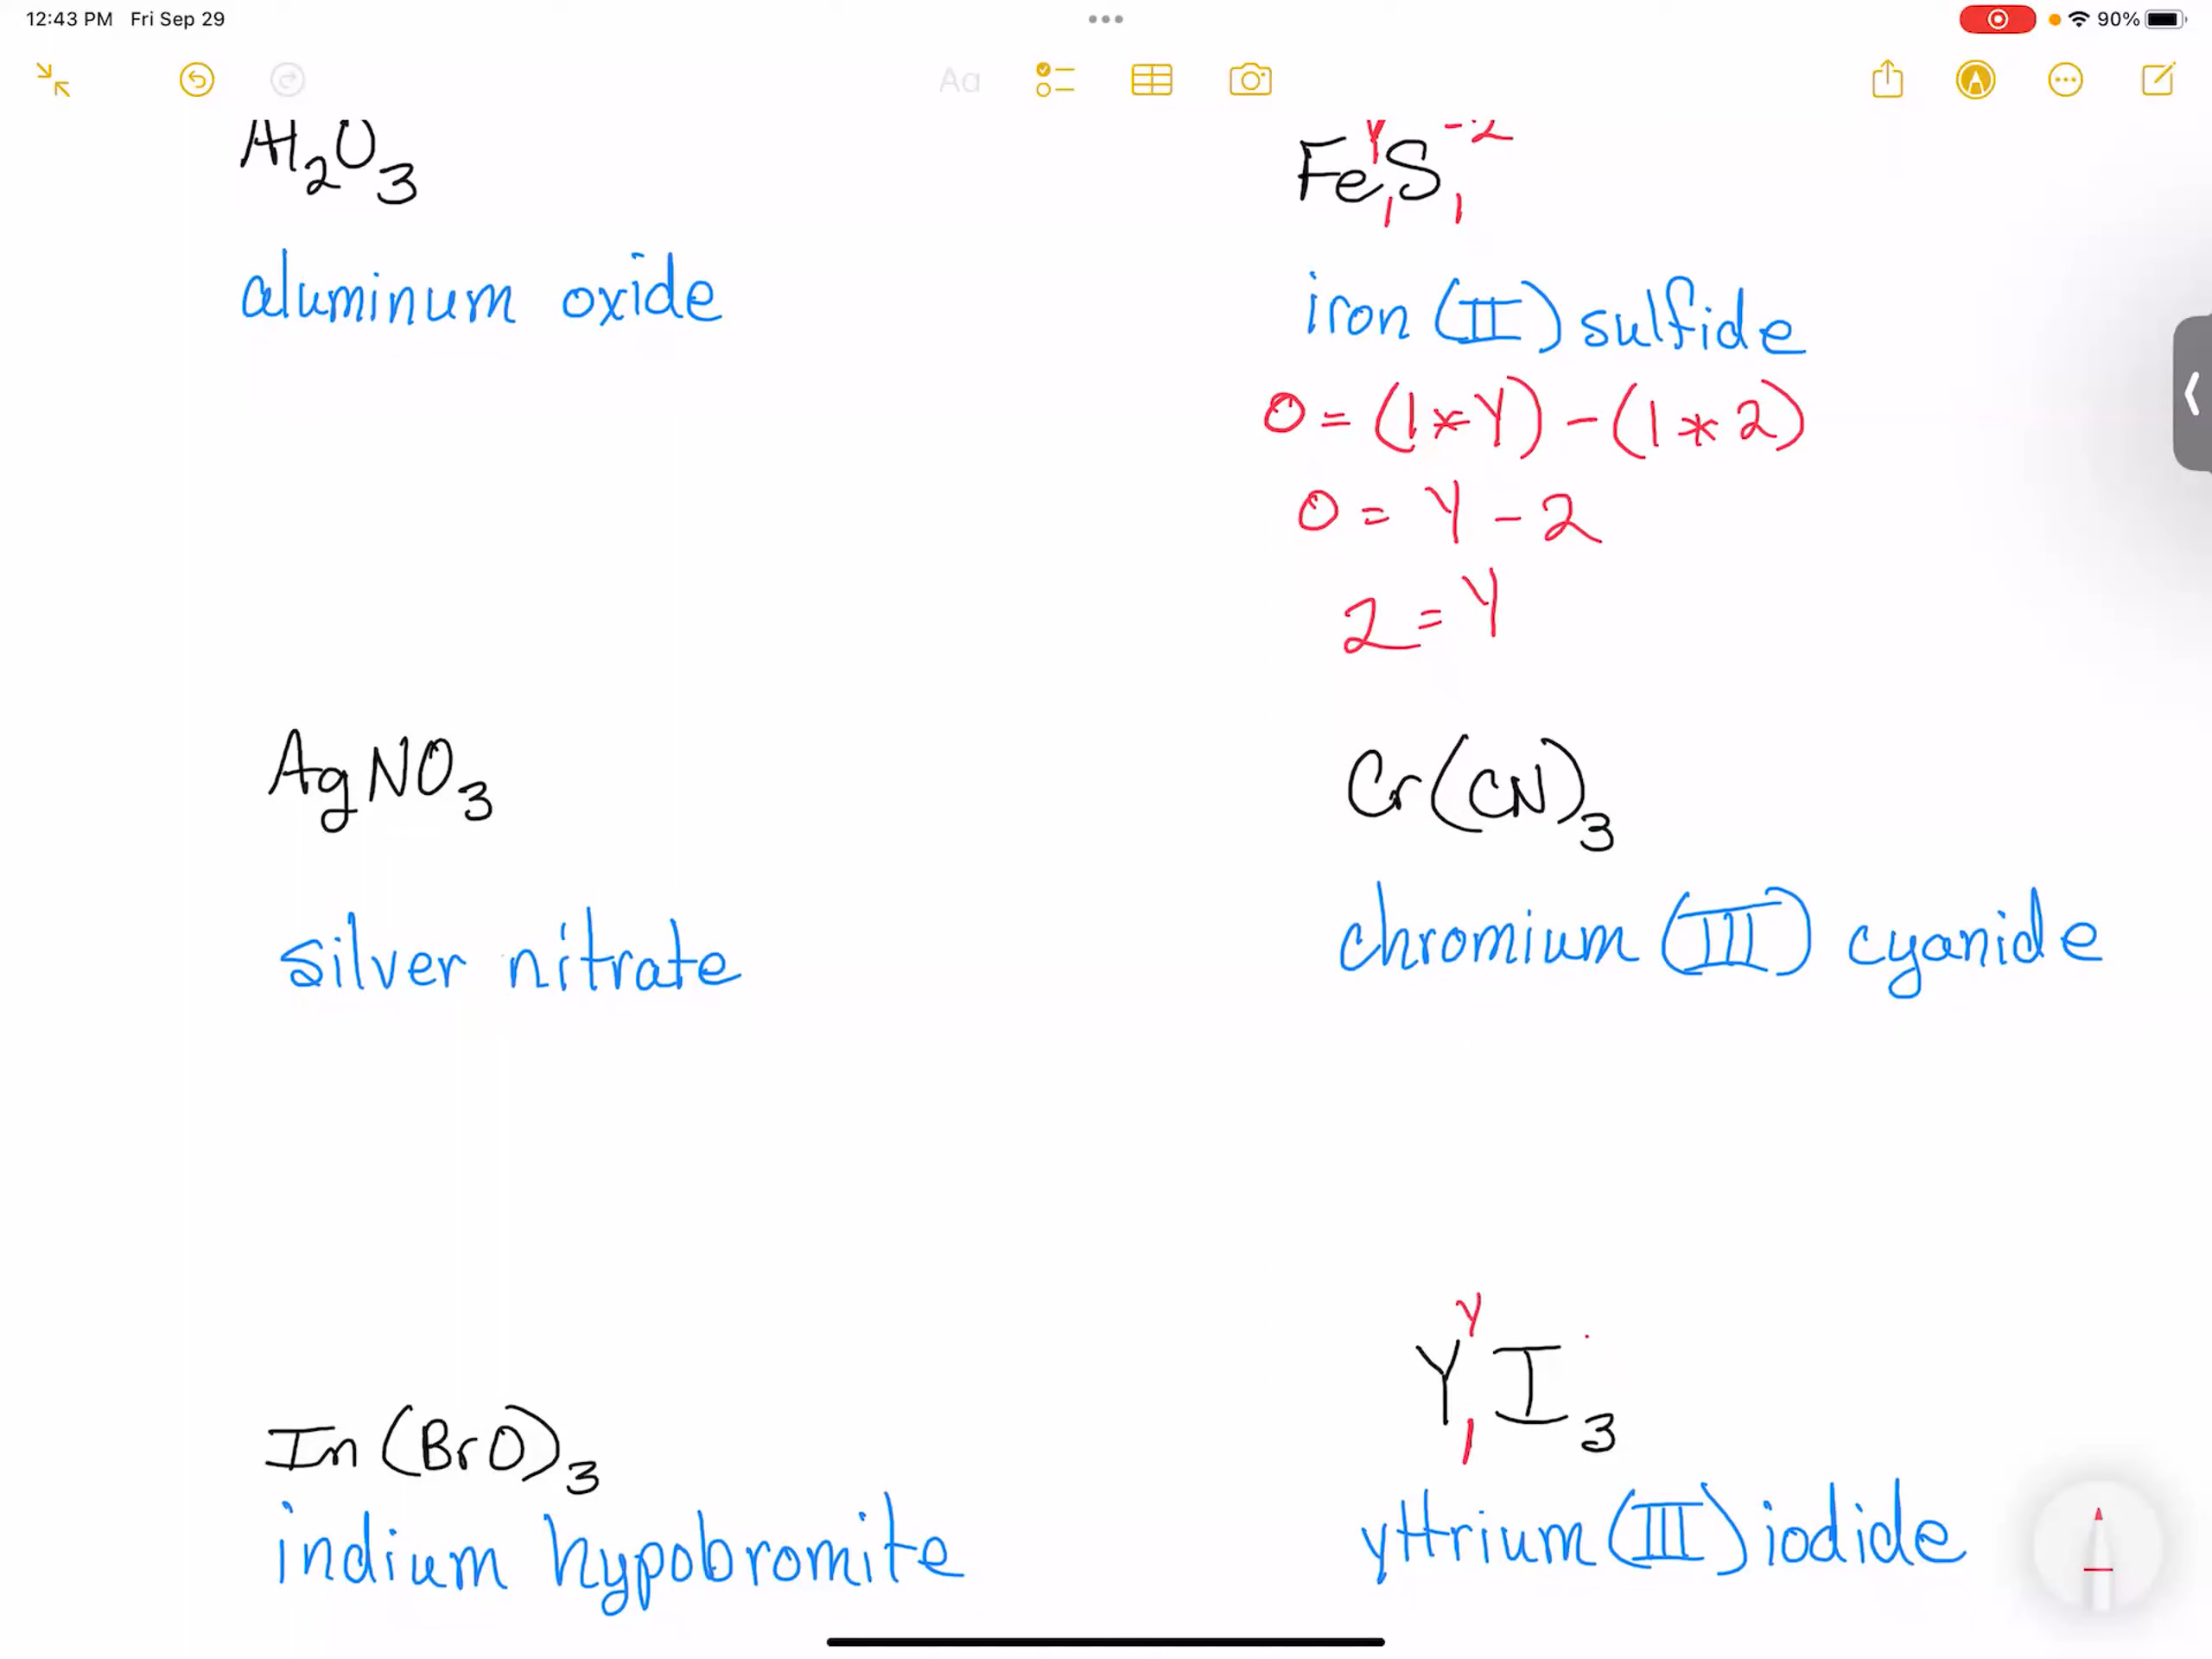 12:43 PM Fri Sep 29
90%
Aa
Al₂O₃
Y -2
Fe₁S₁
aluminum oxide
iron (II) sulfide
0 = (1*Y) - (1*2)
0 = Y - 2
2 = Y
AgNO₃
Cr(CN)₃
silver nitrate
chromium (III) cyanide
Y
Y₁I₃
In(BrO)₃
indium hypobromite
yttrium (III) iodide